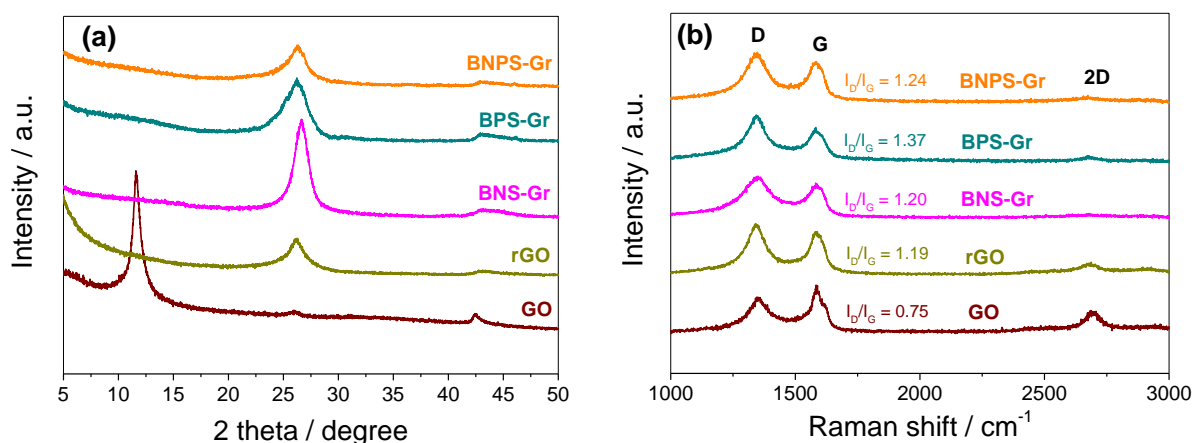 (a)
BNPS-Gr
BPS-Gr
BNS-Gr
rGO
GO
Intensity / a.u.
5 10 15 20 25 30 35 40 45 50
2 theta / degree
(b)
D G 2D
I_D/I_G = 1.24 BNPS-Gr
I_D/I_G = 1.37 BPS-Gr
I_D/I_G = 1.20 BNS-Gr
I_D/I_G = 1.19 rGO
I_D/I_G = 0.75 GO
Intensity / a.u.
1000 1500 2000 2500 3000
Raman shift / cm⁻¹